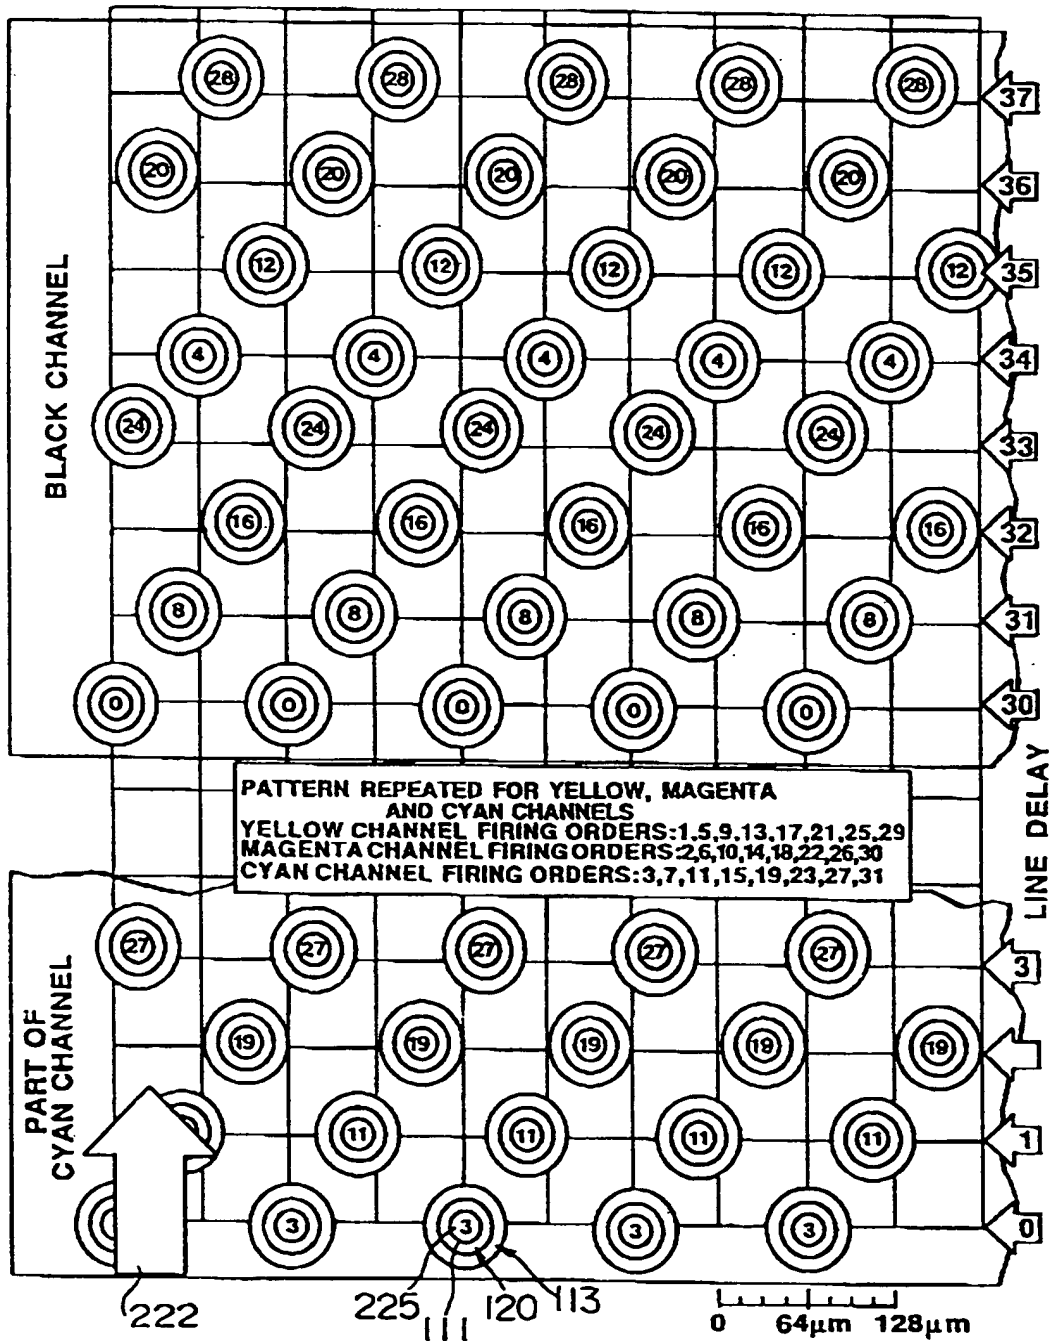 28 28 28 28 28 37
20 20 20 20 20 36
12 12 12 12 12 35
4 4 4 4 4 34
24 24 24 24 24 33
16 16 16 16 16 32
8 8 8 8 8 31
0 0 0 0 0 30
BLACK CHANNEL
LINE DELAY
PATTERN REPEATED FOR YELLOW, MAGENTA
AND CYAN CHANNELS
YELLOW CHANNEL FIRING ORDERS:1,5,9,13,17,21,25,29
MAGENTA CHANNEL FIRING ORDERS:2,6,10,14,18,22,26,30
CYAN CHANNEL FIRING ORDERS:3,7,11,15,19,23,27,31
27 27 27 27 27 3
19 19 19 19 19
11 11 11 11 1
3 3 3 3 0
PART OF
CYAN CHANNEL
222 225 111 120 113
0 64µm 128µm